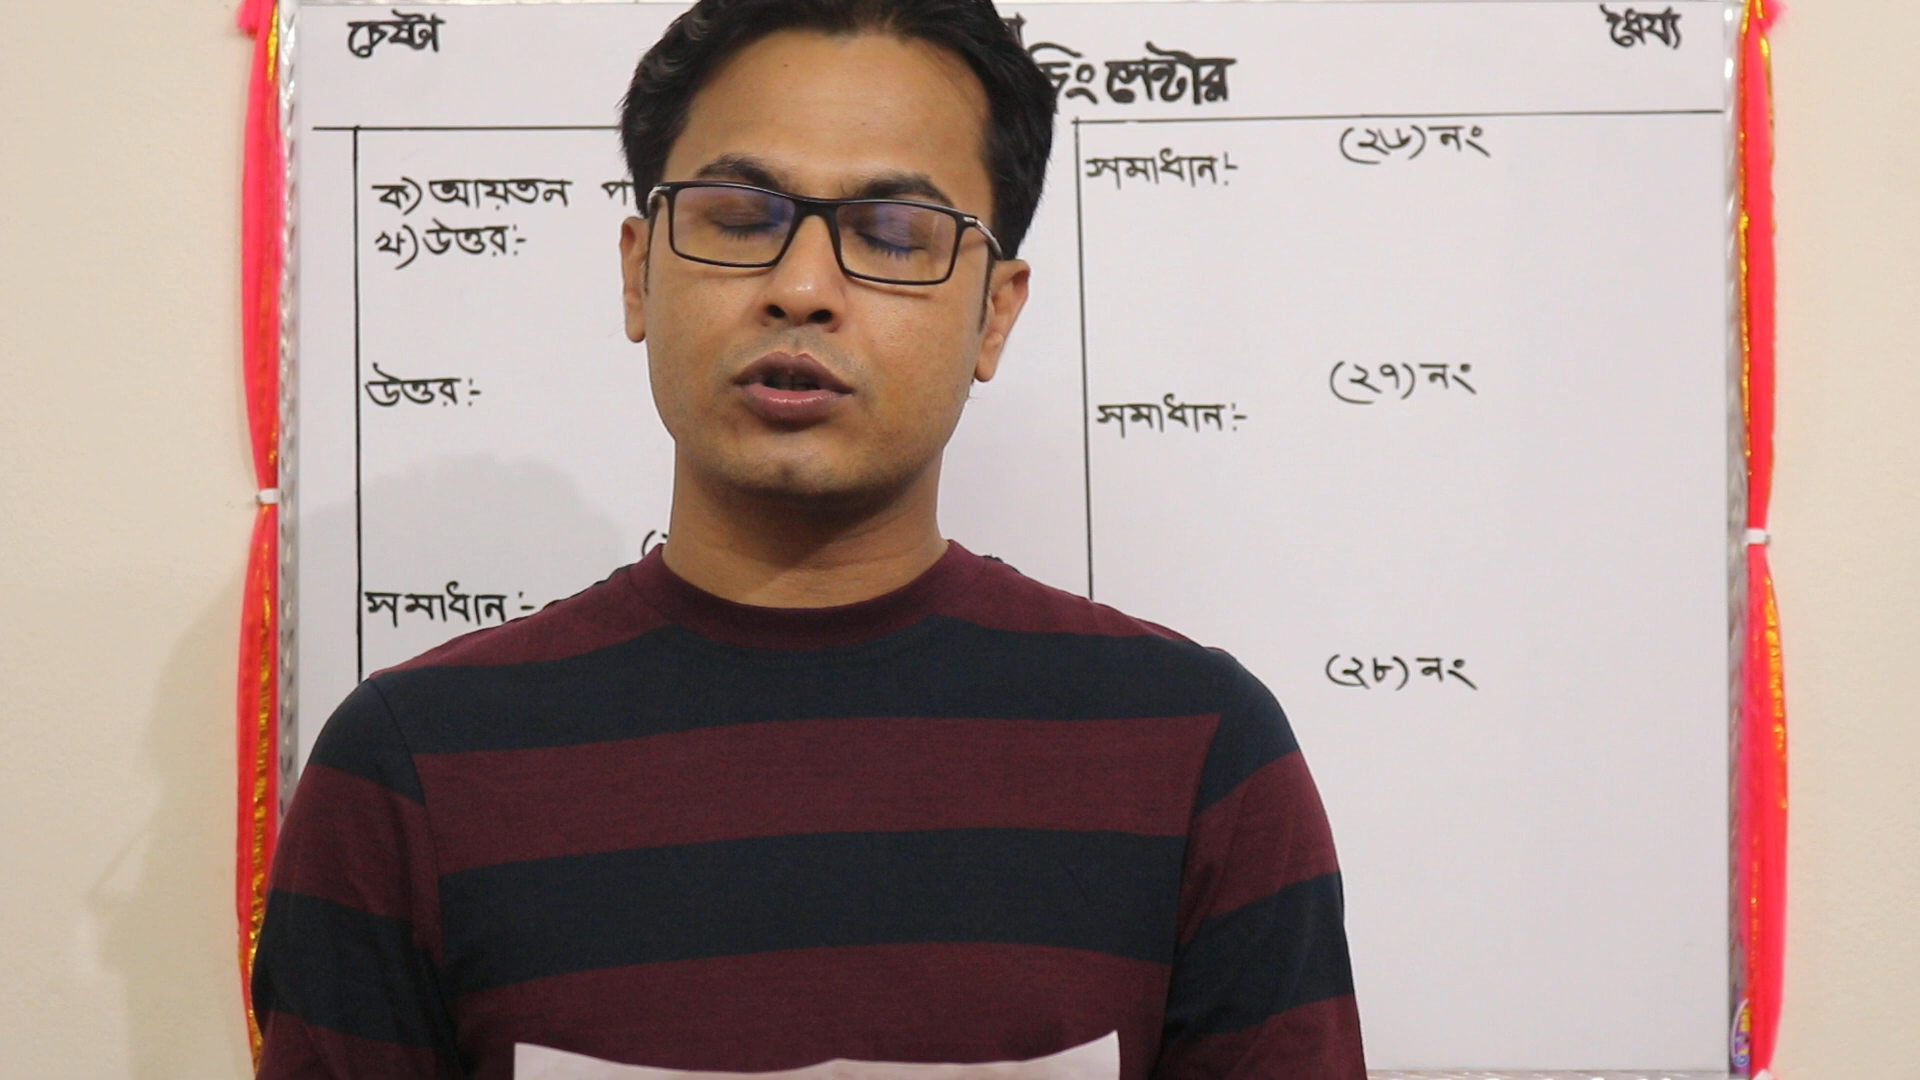 চেষ্টা ধৈর্য্য
সেন্টার
ক) আয়তন
খ) উত্তর:-
উত্তর:-
সমাধান:-
(২৬) নং
সমাধান:-
(২৭) নং
সমাধান:-
(২৮) নং